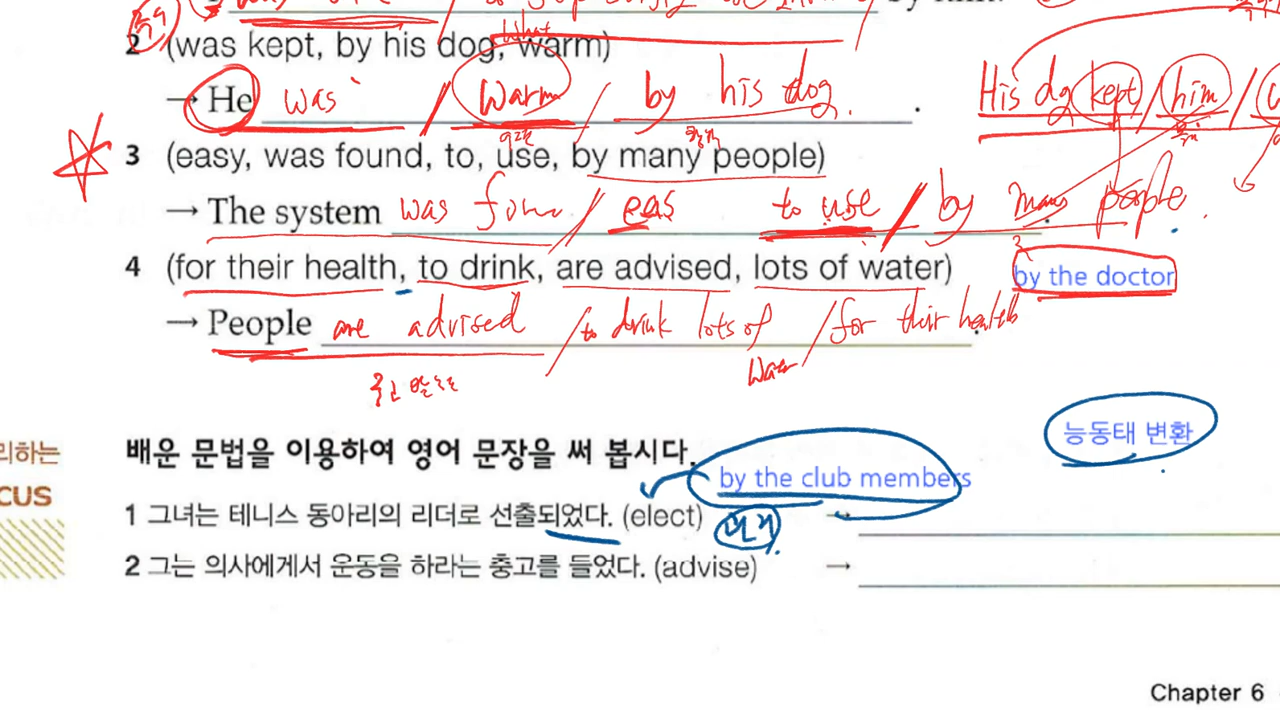 2 (was kept, by his dog, warm)
→ He was / warm / by his dog .
His dog kept / him /
3 (easy, was found, to, use, by many people)
→ The system was / eas to use / by many people .
4 (for their health, to drink, are advised, lots of water) by the doctor
→ People are advised / to drink lots of water / for their health
배운 문법을 이용하여 영어 문장을 써 봅시다. 능동태 변환
by the club members
리하는
CUS
1 그녀는 테니스 동아리의 리더로 선출되었다. (elect) →
2 그는 의사에게서 운동을 하라는 충고를 들었다. (advise) →
Chapter 6